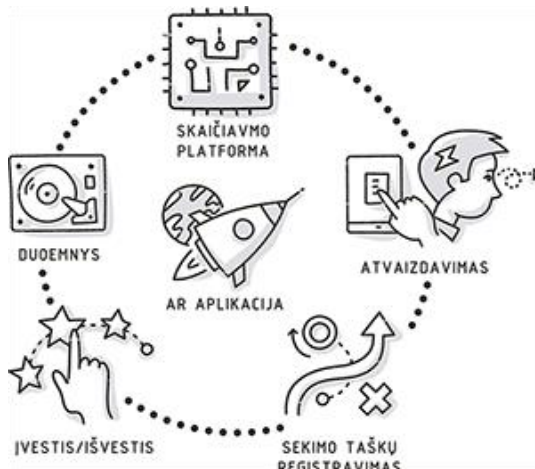 SKAIČIAVMO
PLATFORMA
DUOEMNYS
AR APLIKACIJA
ATVAIZDAVIMAS
ĮVESTIS/IŠVESTIS
SEKIMO TAŠKŲ
REGISTRAVIMAS